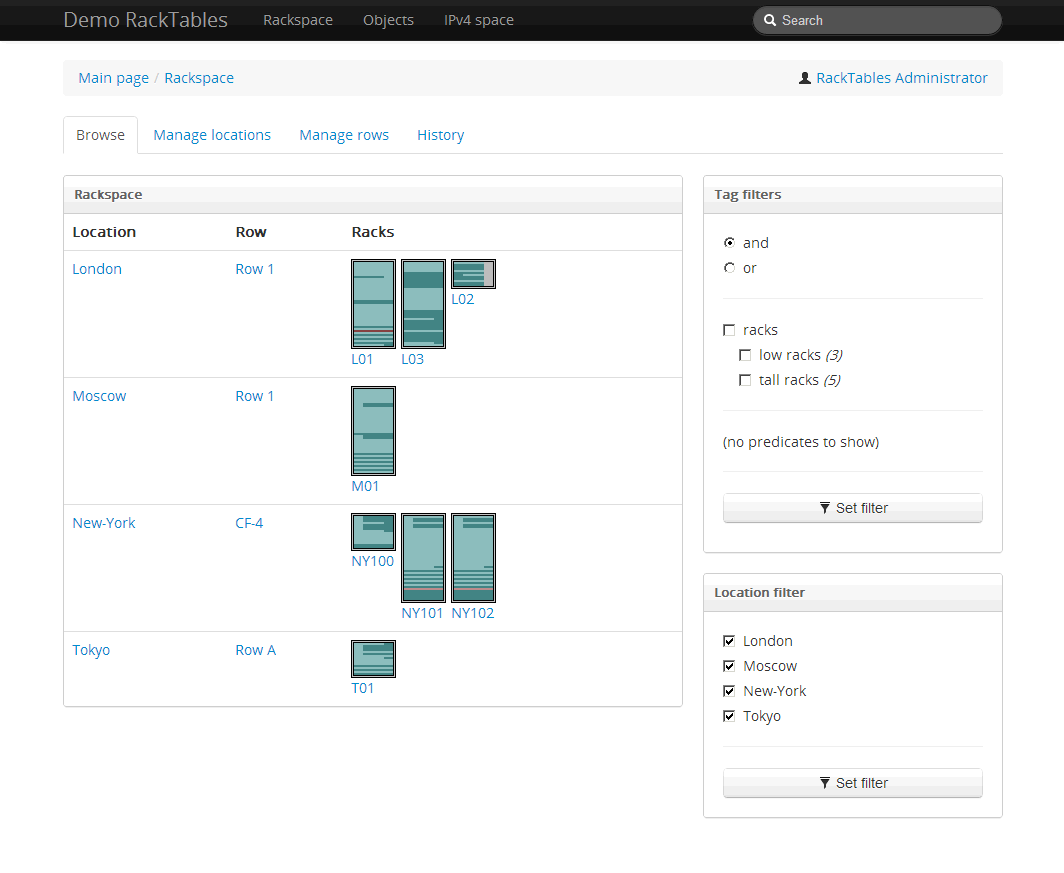 Demo RackTables Rackspace Objects IPv4 space Search
Main page / Rackspace RackTables Administrator
Browse Manage locations Manage rows History
Rackspace
Location Row Racks
London Row 1
L02
L01 L03
Moscow Row 1
M01
New-York CF-4
NY100
NY101 NY102
Tokyo Row A
T01
Tag filters
and
or
racks
low racks (3)
tall racks (5)
(no predicates to show)
Set filter
Location filter
London
Moscow
New-York
Tokyo
Set filter